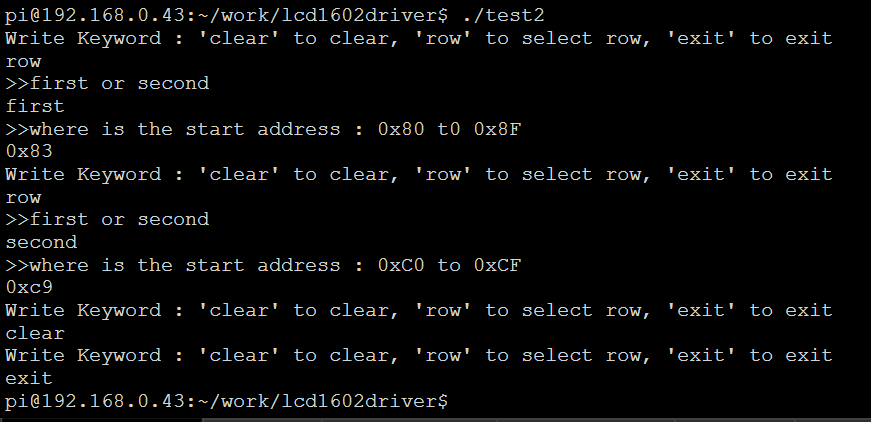 pi@192.168.0.43:~/work/lcd1602driver$ ./test2
Write Keyword : 'clear' to clear, 'row' to select row, 'exit' to exit
row
>>first or second
first
>>where is the start address : 0x80 t0 0x8F
0x83
Write Keyword : 'clear' to clear, 'row' to select row, 'exit' to exit
row
>>first or second
second
>>where is the start address : 0xC0 to 0xCF
0xc9
Write Keyword : 'clear' to clear, 'row' to select row, 'exit' to exit
clear
Write Keyword : 'clear' to clear, 'row' to select row, 'exit' to exit
exit
pi@192.168.0.43:~/work/lcd1602driver$